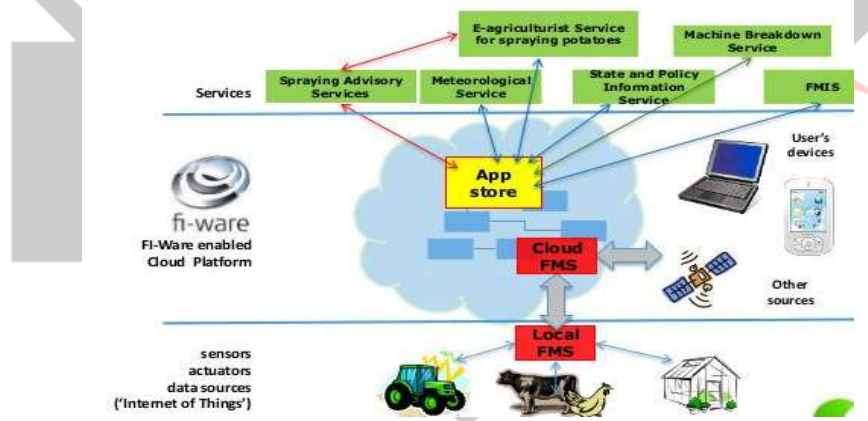 E-agriculturist Service
for spraying potatoes
Machine Breakdown
Service
Services
Spraying Advisory
Services
Meteorological
Service
State and Policy
Information
Service
FMIS
User's
devices
App
store
fi-ware
FI-Ware enabled
Cloud Platform
Cloud
FMS
Other
sources
Local
FMS
sensors
actuators
data sources
('Internet of Things')